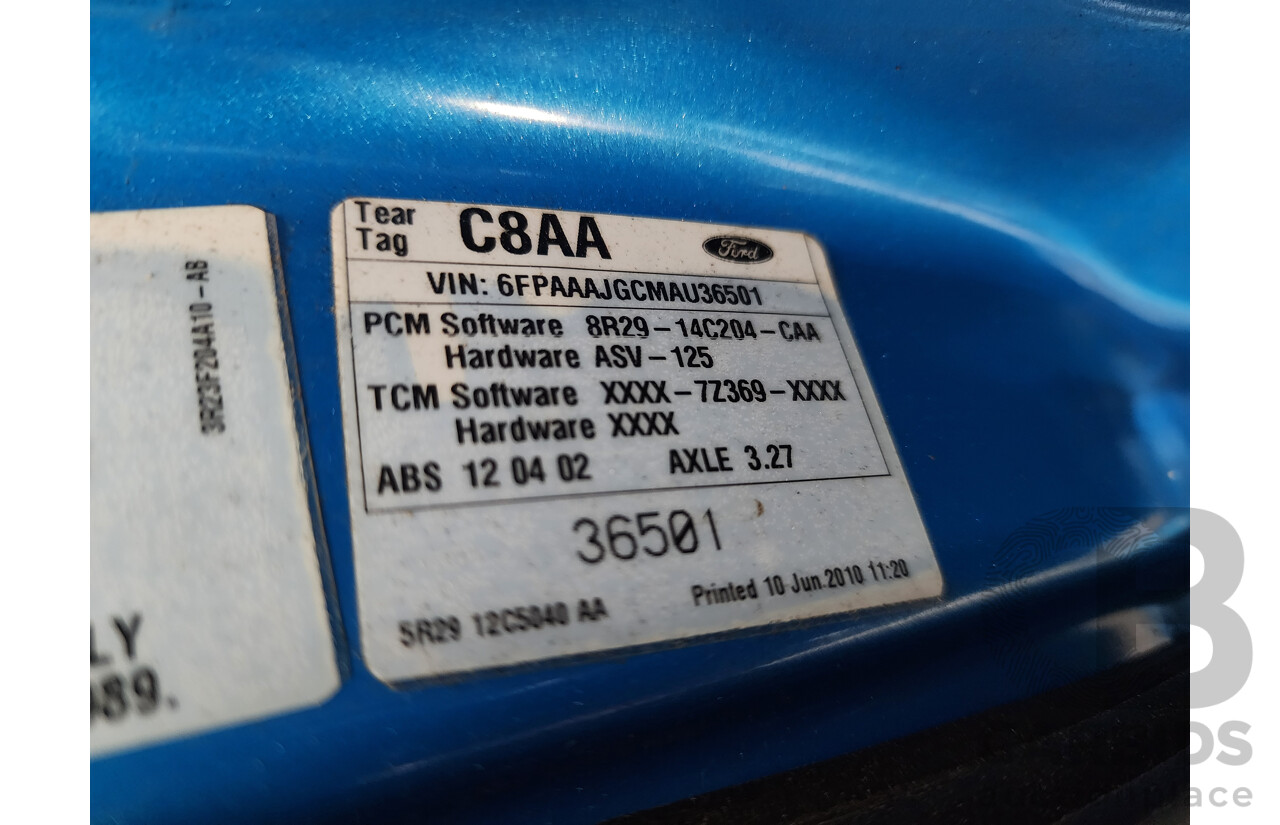 3R23F204A10-AB
LY
989.
Tear Tag C8AA Ford
VIN: 6FPAAAJGCMAU36501
PCM Software 8R29-14C204-CAA
Hardware ASV-125
TCM Software XXXX-7Z369-XXXX
Hardware XXXX
ABS 12 04 02 AXLE 3.27
36501
5R29 12C5040 AA Printed 10 Jun 2010 11:20